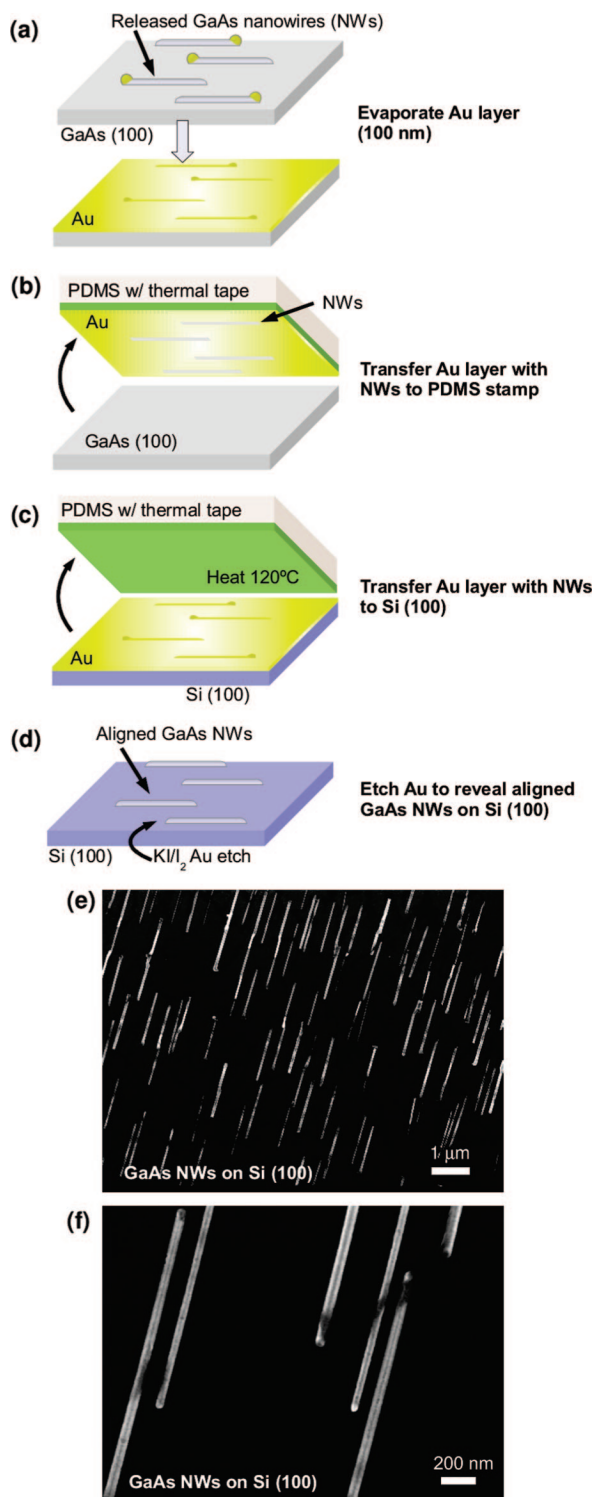 (a)
Released GaAs nanowires (NWs)
GaAs (100)
Evaporate Au layer
(100 nm)
Au
(b)
PDMS w/ thermal tape
NWs
Au
Transfer Au layer with
NWs to PDMS stamp
GaAs (100)
(c)
PDMS w/ thermal tape
Heat 120ºC
Transfer Au layer with NWs
to Si (100)
Au
Si (100)
(d)
Aligned GaAs NWs
Etch Au to reveal aligned
GaAs NWs on Si (100)
Si (100)
KI/I₂ Au etch
(e)
1 μm
GaAs NWs on Si (100)
(f)
200 nm
GaAs NWs on Si (100)